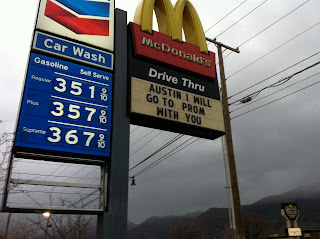 Car Wash
Gasoline Self Serve
Regular 351 9/10
Plus 357 9/10
Supreme 367 9/10
McDonald's
Drive Thru
AUSTIN I WILL
GO TO PROM
WITH YOU